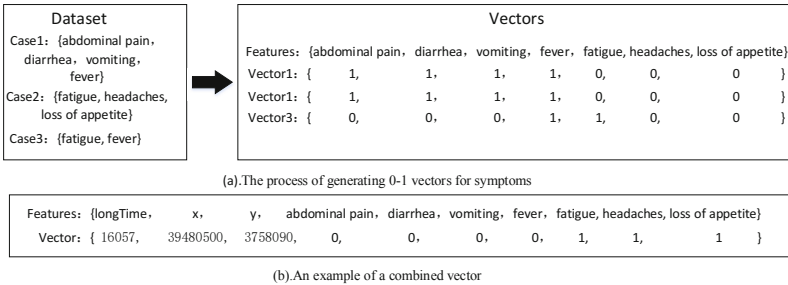 Dataset
Case1: {abdominal pain,
diarrhea, vomiting,
fever}
Case2: {fatigue, headaches,
loss of appetite}
Case3: {fatigue, fever}
Vectors
Features: {abdominal pain, diarrhea, vomiting, fever, fatigue, headaches, loss of appetite}
Vector1: { 1, 1, 1, 1, 0, 0, 0 }
Vector1: { 1, 1, 1, 1, 0, 0, 0 }
Vector3: { 0, 0, 0, 1, 1, 0, 0 }
(a).The process of generating 0-1 vectors for symptoms
Features: {longTime, x, y, abdominal pain, diarrhea, vomiting, fever, fatigue, headaches, loss of appetite}
Vector: { 16057, 39480500, 3758090, 0, 0, 0, 0, 1, 1, 1 }
(b).An example of a combined vector